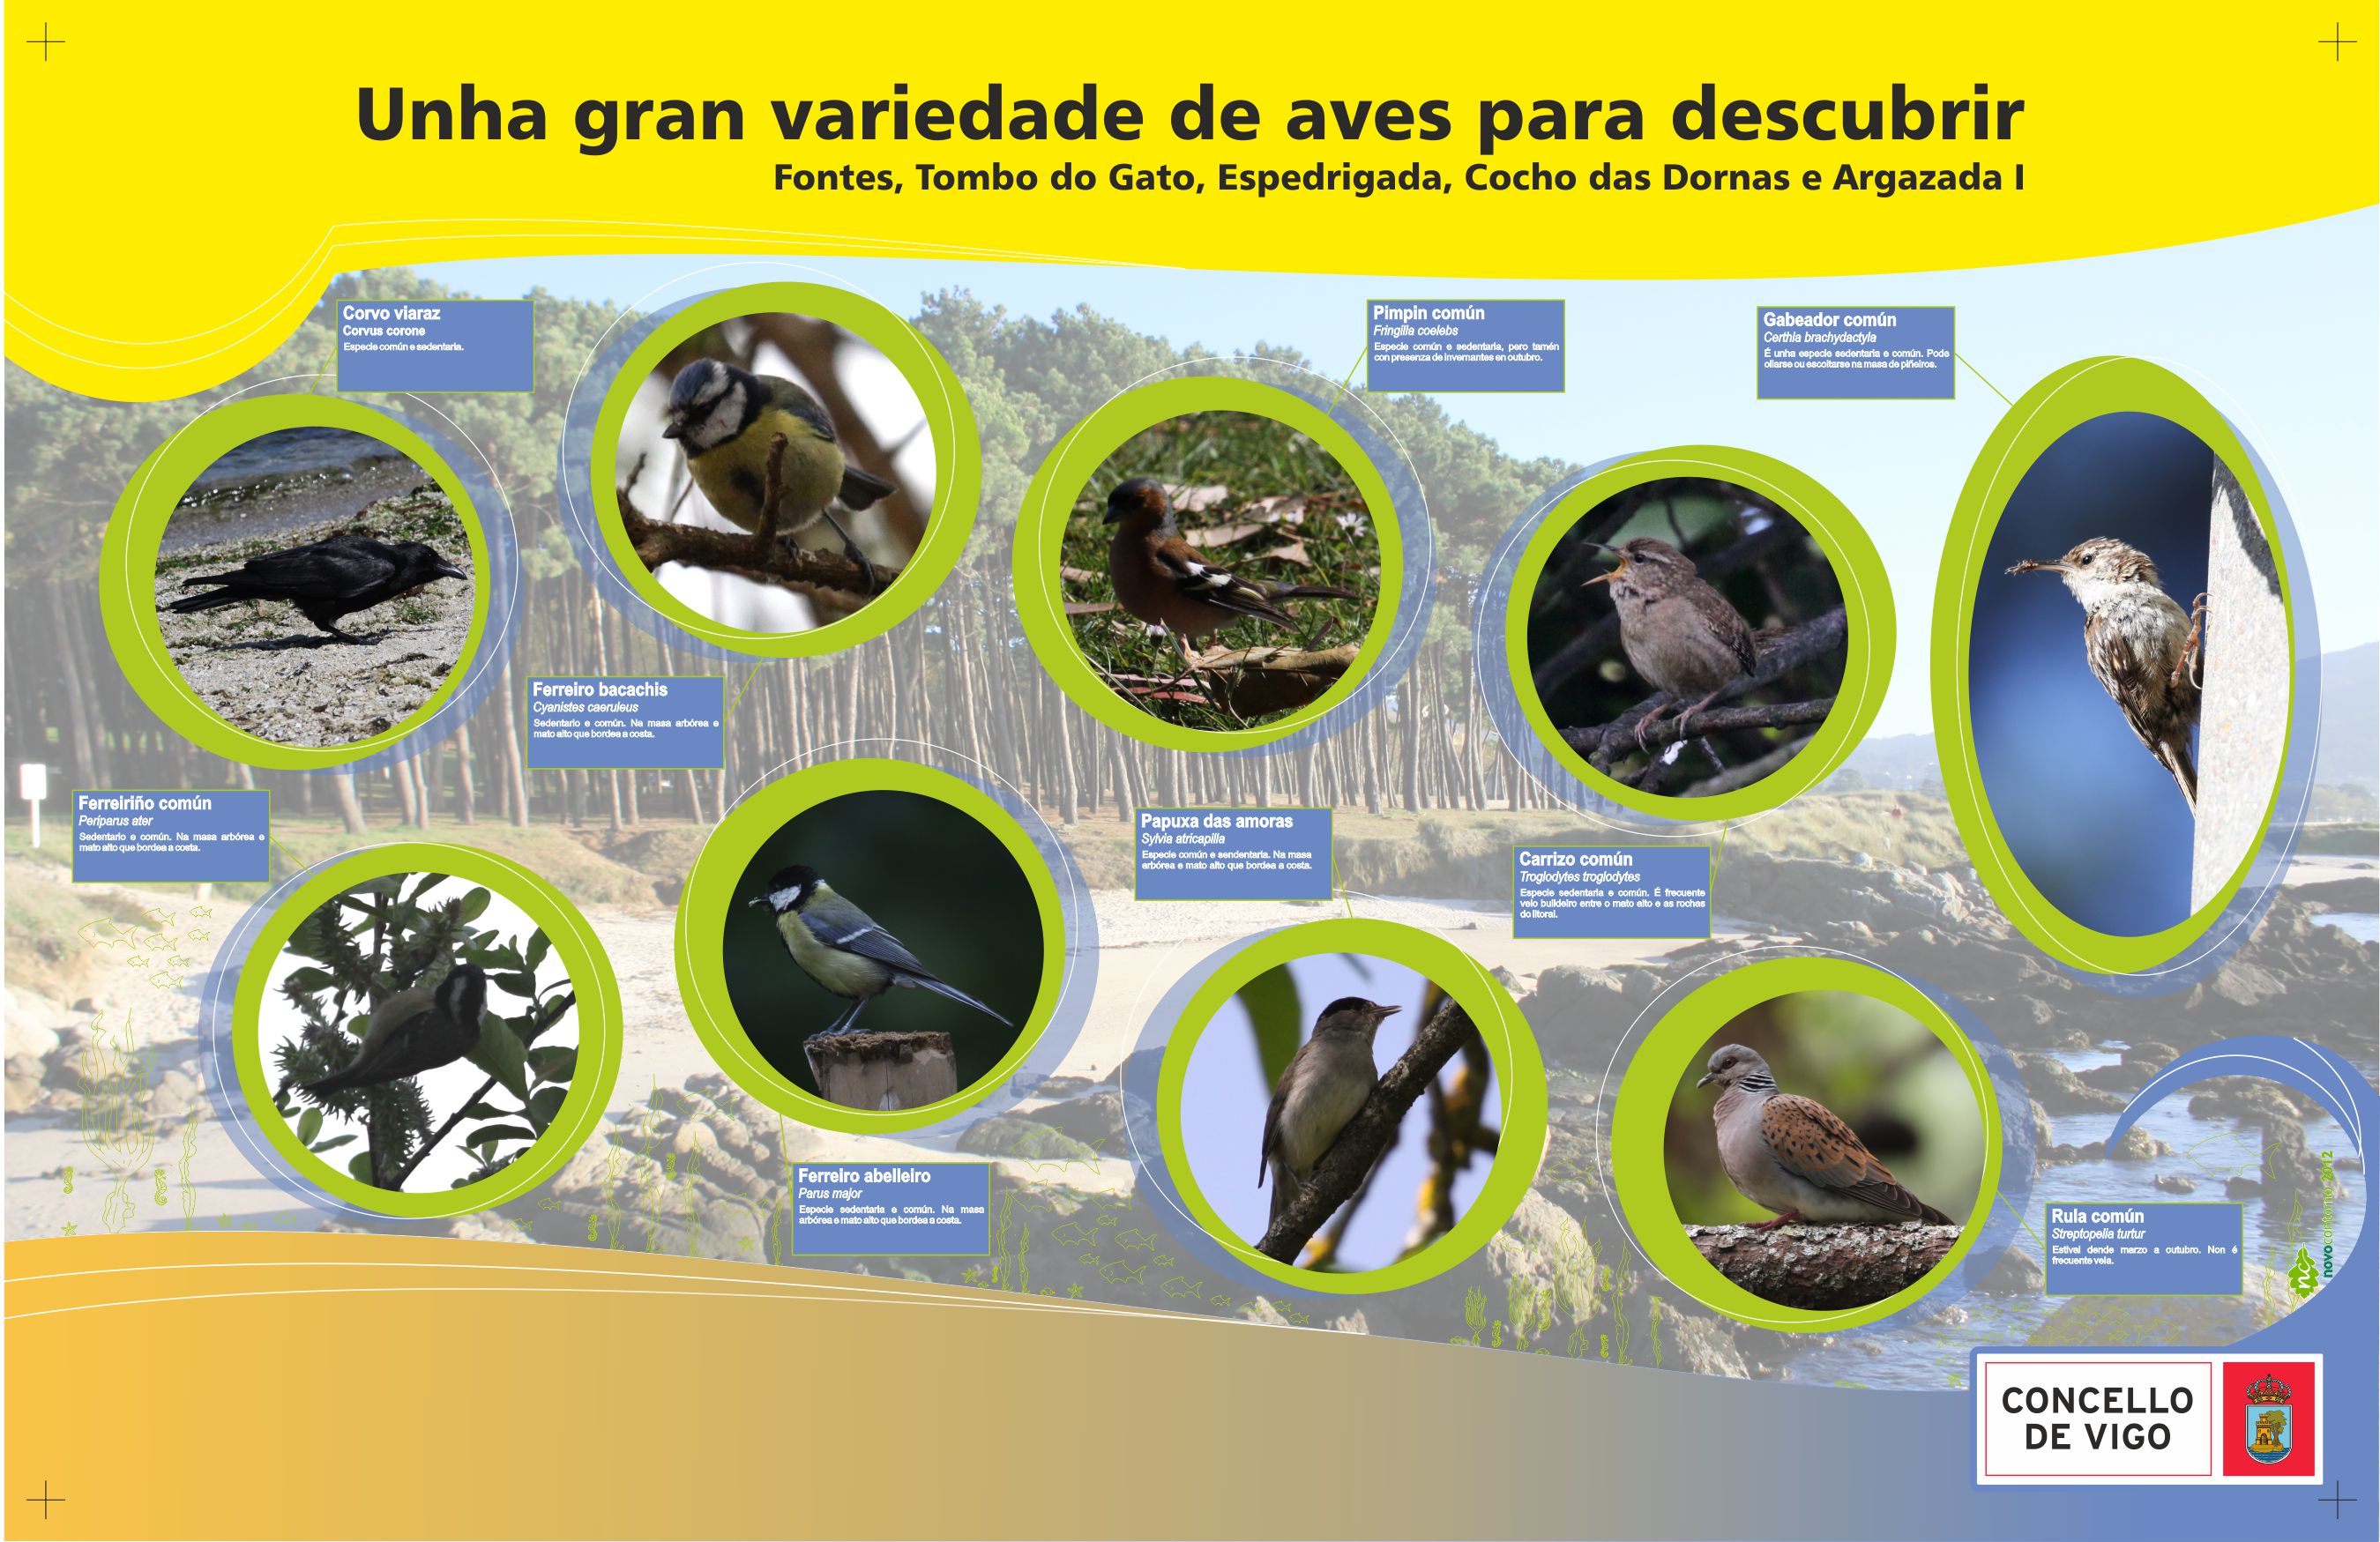 Unha gran variedade de aves para descubrir
Fontes, Tombo do Gato, Espedrigada, Cocho das Dornas e Argazada I
Corvo viaraz
Corvus corone
Especie común e sedentaria.
Pimpin común
Fringilla coelebs
Especie común e sedentaria, pero tamén
con presenza de invernantes en outubro.
Gabeador común
Certhia brachydactyla
É unha especie sedentaria e común. Pode
ollarse ou escoitarse na masa de piñeiros.
Ferreiro bacachis
Cyanistes caeruleus
Sedentario e común. Na masa arbórea e
mato alto que bordea a costa.
Ferreiriño común
Periparus ater
Sedentario e común. Na masa arbórea e
mato alto que bordea a costa.
Papuxa das amoras
Sylvia atricapilla
Especie común e sendentaria. Na masa
arbórea e mato alto que bordea a costa.
Carrizo común
Troglodytes troglodytes
Especie sedentaria e común. É frecuente
velo buildeiro entre o mato alto e as rochas
do litoral.
Ferreiro abelleiro
Parus major
Especie sedentaria e común. Na masa
arbórea e mato alto que bordea a costa.
Rula común
Streptopelia turtur
Estival dende marzo a outubro. Non é
frecuente vela.
nc novocontorno 2012
CONCELLO
DE VIGO